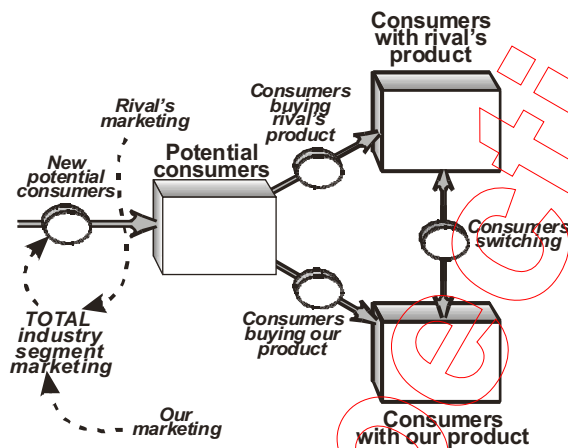 Consumers
with rival's
product
Consumers
buying
rival's
product
Rival's
marketing
Potential
consumers
New
potential
consumers
Consumers
switching
TOTAL
industry
segment
marketing
Consumers
buying our
product
Our
marketing
Consumers
with our product